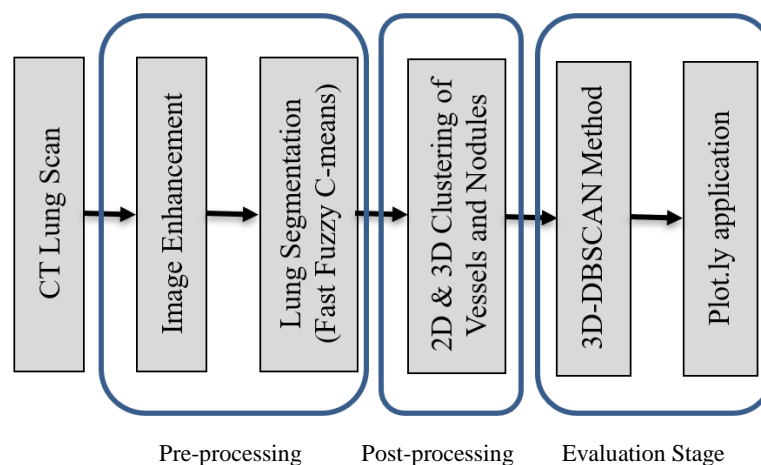 CT Lung Scan
Image Enhancement
Lung Segmentation
(Fast Fuzzy C-means)
2D & 3D Clustering of
Vessels and Nodules
3D-DBSCAN Method
Plot.ly application
Pre-processing
Post-processing
Evaluation Stage